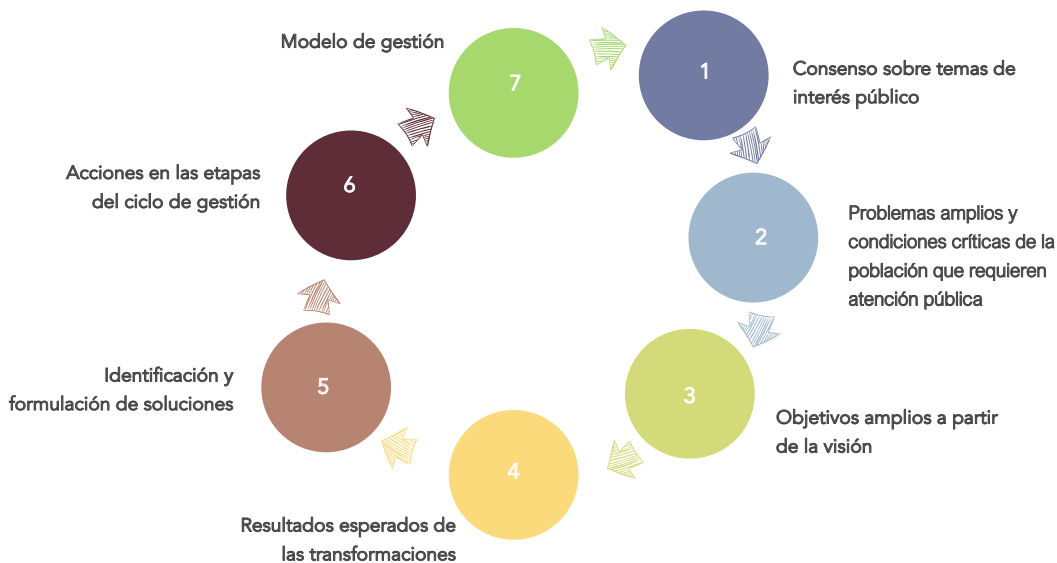 1
Consenso sobre temas de
interés público
2
Problemas amplios y
condiciones críticas de la
población que requieren
atención pública
3
Objetivos amplios a partir
de la visión
4
Resultados esperados de
las transformaciones
5
Identificación y
formulación de soluciones
6
Acciones en las etapas
del ciclo de gestión
7
Modelo de gestión